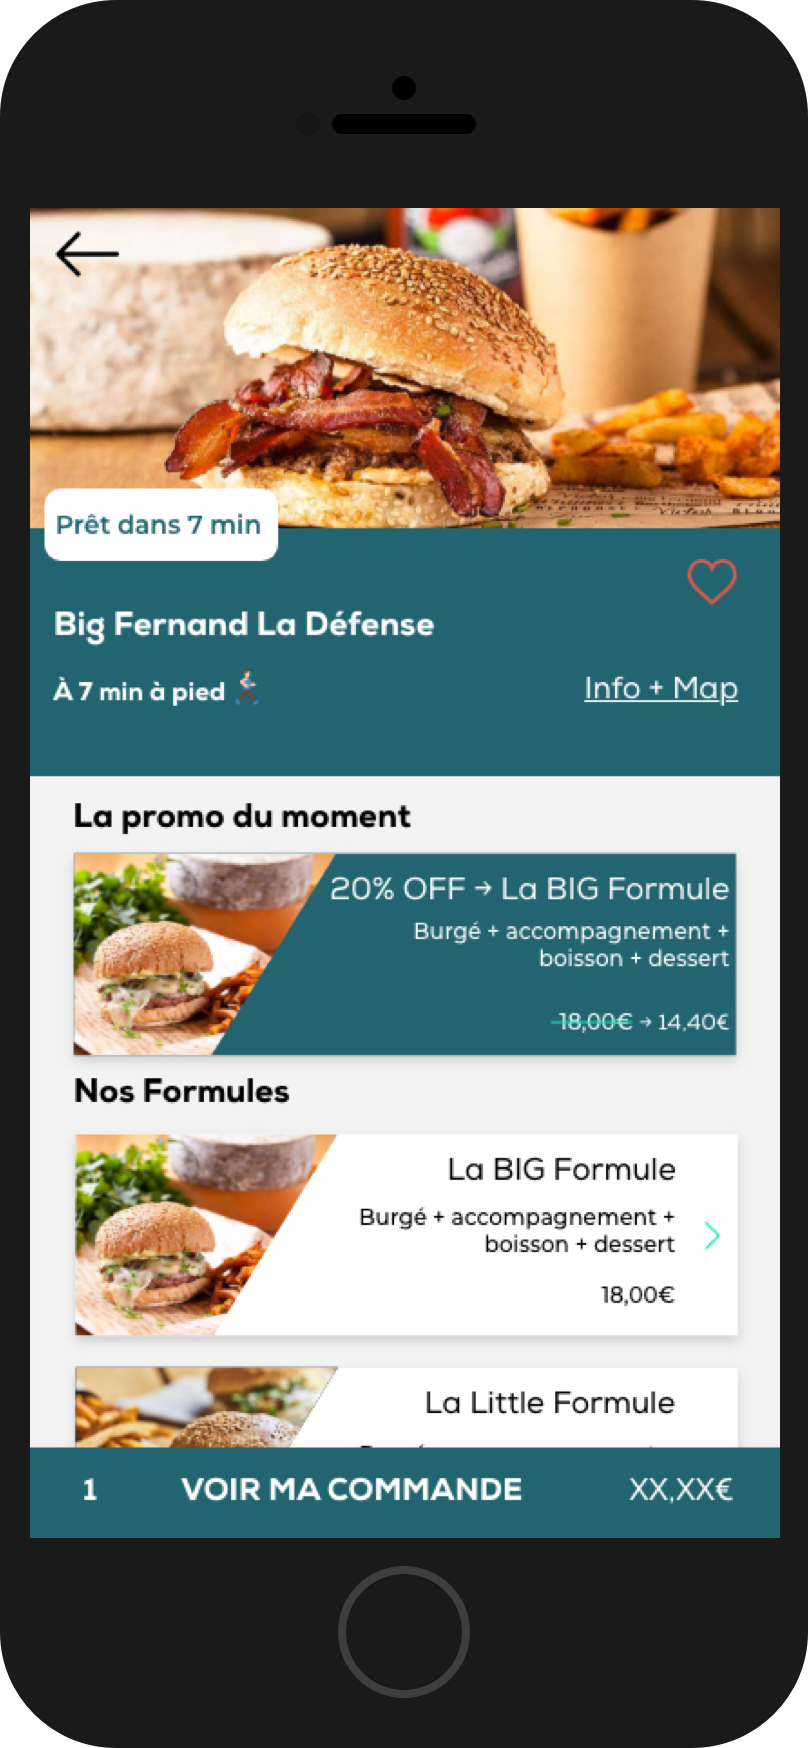 Prêt dans 7 min
Big Fernand La Défense
À 7 min à pied
Info + Map
La promo du moment
20% OFF → La BIG Formule
Burgé + accompagnement +
boisson + dessert
18,00€ → 14,40€
Nos Formules
La BIG Formule
Burgé + accompagnement +
boisson + dessert
18,00€
La Little Formule
1 VOIR MA COMMANDE XX,XX€